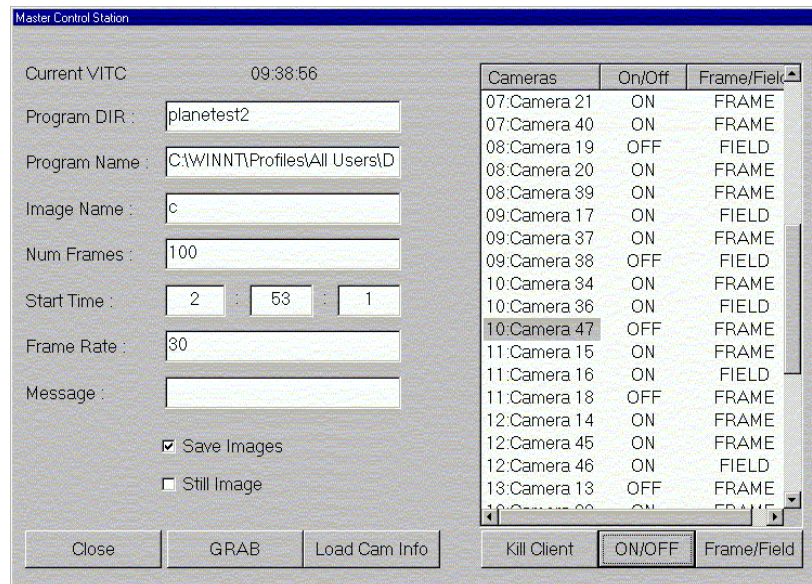 Master Control Station
Current VITC 09:38:56
Program DIR : planetest2
Program Name : C:\WINNT\Profiles\All Users\D
Image Name : c
Num Frames : 100
Start Time : 2 : 53 : 1
Frame Rate : 30
Message :
Save Images
Still Image
Close GRAB Load Cam Info
Cameras On/Off Frame/Field
07:Camera 21 ON FRAME
07:Camera 40 ON FRAME
08:Camera 19 OFF FIELD
08:Camera 20 ON FRAME
08:Camera 39 ON FRAME
09:Camera 17 ON FIELD
09:Camera 37 ON FRAME
09:Camera 38 OFF FIELD
10:Camera 34 ON FRAME
10:Camera 36 ON FIELD
10:Camera 47 OFF FRAME
11:Camera 15 ON FRAME
11:Camera 16 ON FIELD
11:Camera 18 OFF FRAME
12:Camera 14 ON FRAME
12:Camera 45 ON FRAME
12:Camera 46 ON FIELD
13:Camera 13 OFF FRAME
Kill Client ON/OFF Frame/Field